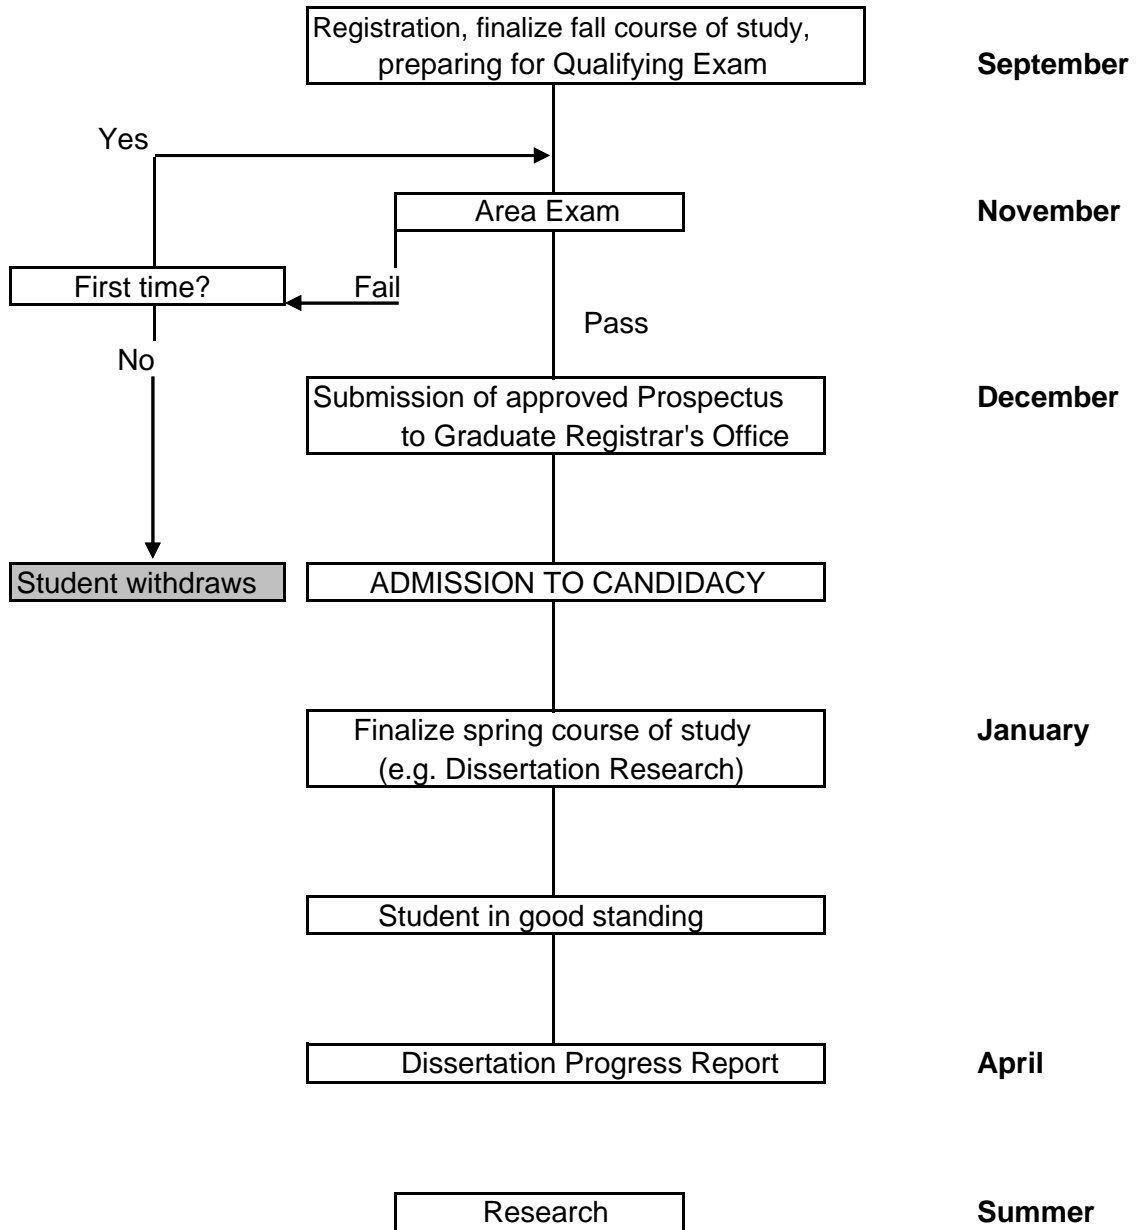 Registration, finalize fall course of study,
preparing for Qualifying Exam
September
Yes
Area Exam
November
First time?
Fail
Pass
No
Submission of approved Prospectus
to Graduate Registrar's Office
December
Student withdraws
ADMISSION TO CANDIDACY
Finalize spring course of study
(e.g. Dissertation Research)
January
Student in good standing
Dissertation Progress Report
April
Research
Summer